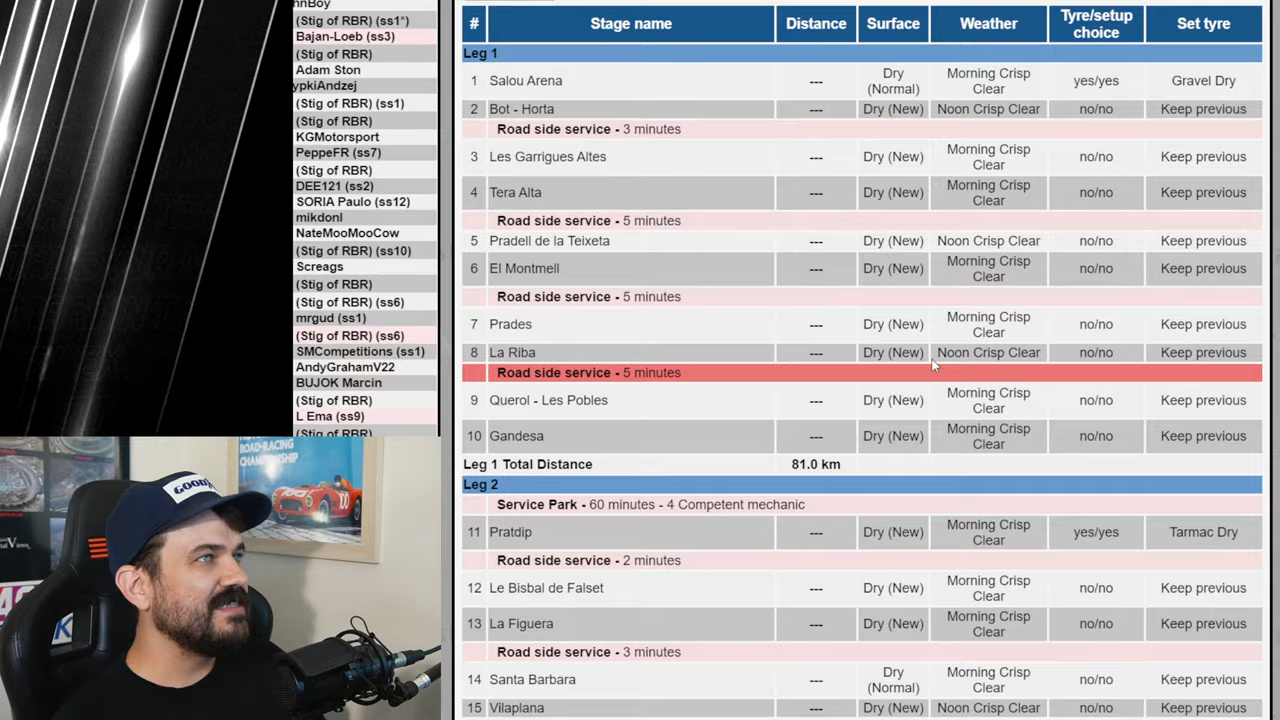 hnBoy
(Stig of RBR) (ss1*)
Bajan-Loeb (ss3)
(Stig of RBR)
Adam Ston
ypkiAndzej
(Stig of RBR) (ss1)
(Stig of RBR)
KGMotorsport
PeppeFR (ss7)
(Stig of RBR)
DEE121 (ss2)
SORIA Paulo (ss12)
mikdonl
NateMooMooCow
(Stig of RBR) (ss10)
Screags
(Stig of RBR)
(Stig of RBR) (ss6)
mrgud (ss1)
(Stig of RBR) (ss6)
SMCompetitions (ss1)
AndyGrahamV22
BUJOK Marcin
(Stig of RBR)
L Ema (ss9)
(Stig of RBR)
# Stage name Distance Surface Weather Tyre/setup choice Set tyre
Leg 1
1 Salou Arena --- Dry (Normal) Morning Crisp Clear yes/yes Gravel Dry
2 Bot - Horta --- Dry (New) Noon Crisp Clear no/no Keep previous
Road side service - 3 minutes
3 Les Garrigues Altes --- Dry (New) Morning Crisp Clear no/no Keep previous
4 Tera Alta --- Dry (New) Morning Crisp Clear no/no Keep previous
Road side service - 5 minutes
5 Pradell de la Teixeta --- Dry (New) Noon Crisp Clear no/no Keep previous
6 El Montmell --- Dry (New) Morning Crisp Clear no/no Keep previous
Road side service - 5 minutes
7 Prades --- Dry (New) Morning Crisp Clear no/no Keep previous
8 La Riba --- Dry (New) Noon Crisp Clear no/no Keep previous
Road side service - 5 minutes
9 Querol - Les Pobles --- Dry (New) Morning Crisp Clear no/no Keep previous
10 Gandesa --- Dry (New) Morning Crisp Clear no/no Keep previous
Leg 1 Total Distance 81.0 km
Leg 2
Service Park - 60 minutes - 4 Competent mechanic
11 Pratdip --- Dry (New) Morning Crisp Clear yes/yes Tarmac Dry
Road side service - 2 minutes
12 Le Bisbal de Falset --- Dry (New) Morning Crisp Clear no/no Keep previous
13 La Figuera --- Dry (New) Morning Crisp Clear no/no Keep previous
Road side service - 3 minutes
14 Santa Barbara --- Dry (Normal) Morning Crisp Clear no/no Keep previous
15 Vilaplana --- Dry (New) Noon Crisp Clear no/no Keep previous
ROAD-RACING
CHAMPIONSHIP